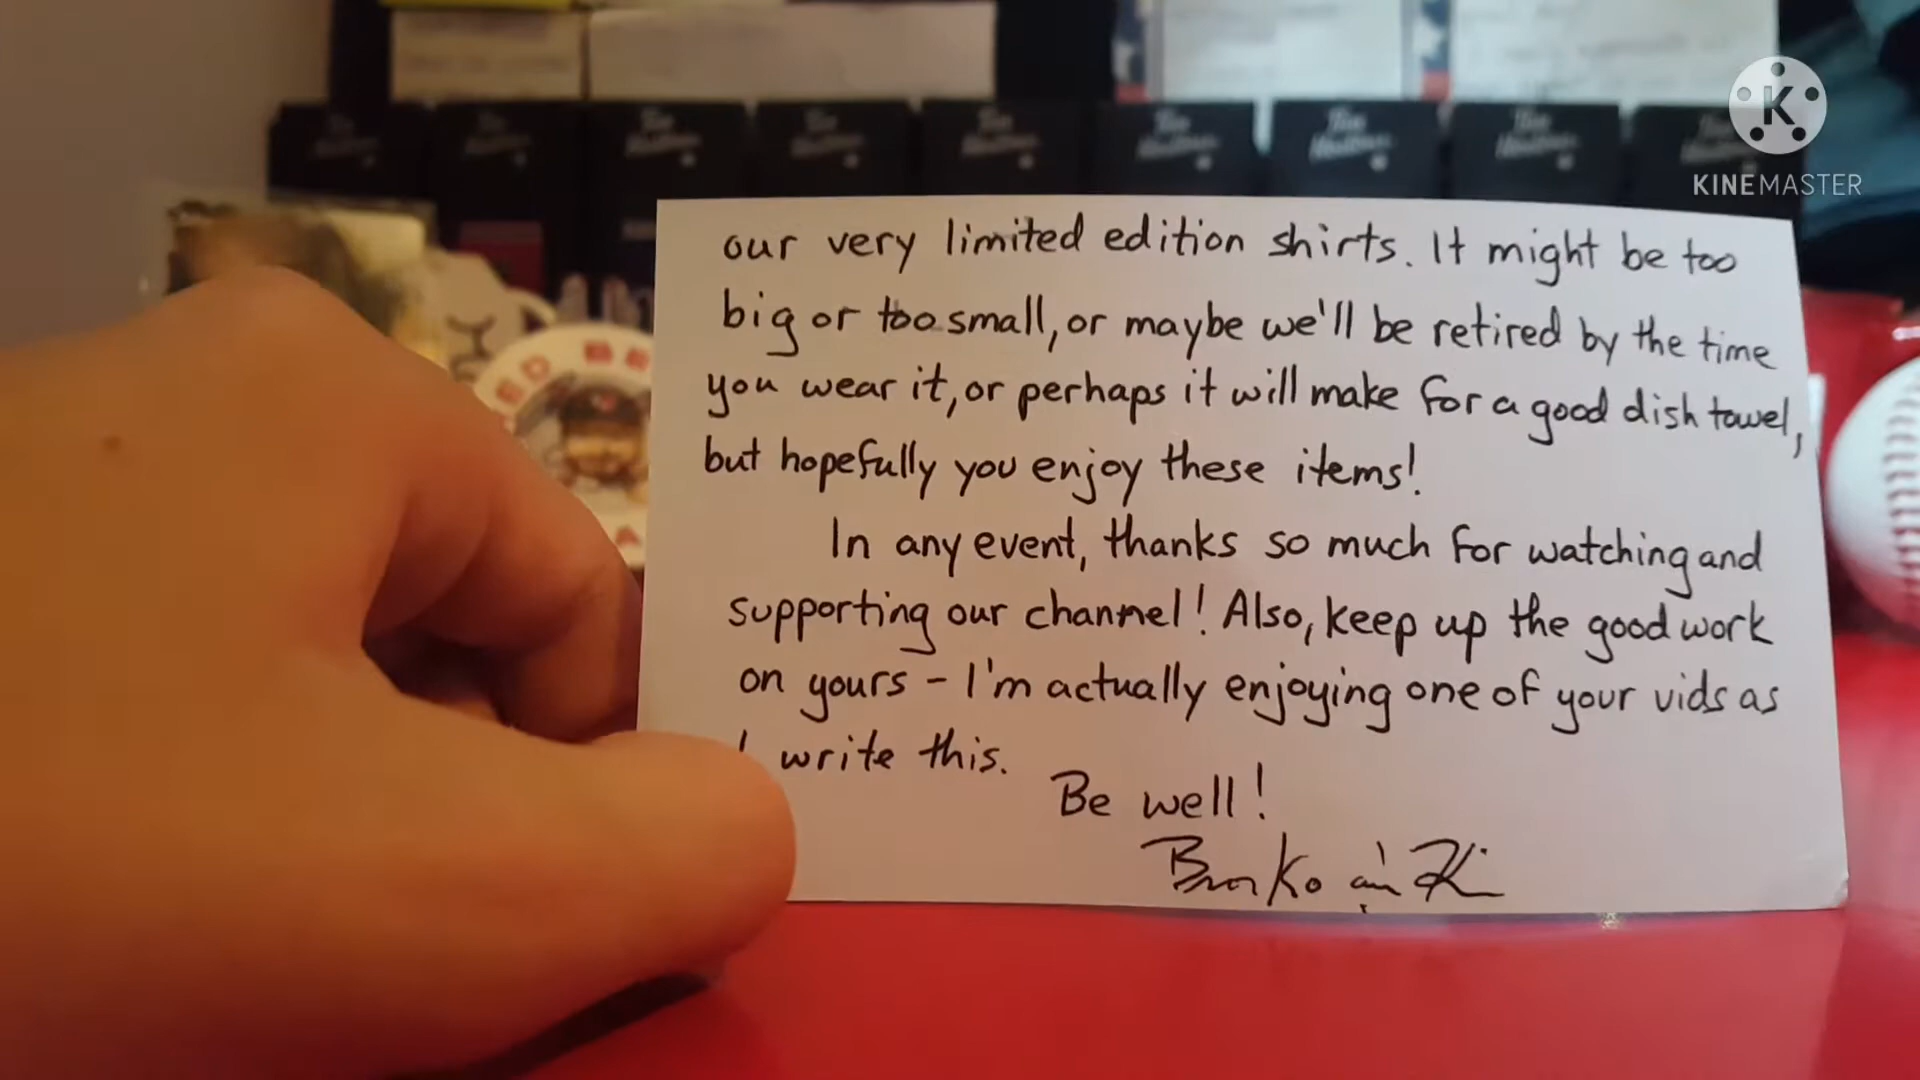 K
KINEMASTER
our very limited edition shirts. It might be too
big or too small, or maybe we'll be retired by the time
you wear it, or perhaps it will make for a good dish towel,
but hopefully you enjoy these items!
In any event, thanks so much for watching and
supporting our channel! Also, keep up the good work
on yours - I'm actually enjoying one of your vids as
I write this.
Be well!